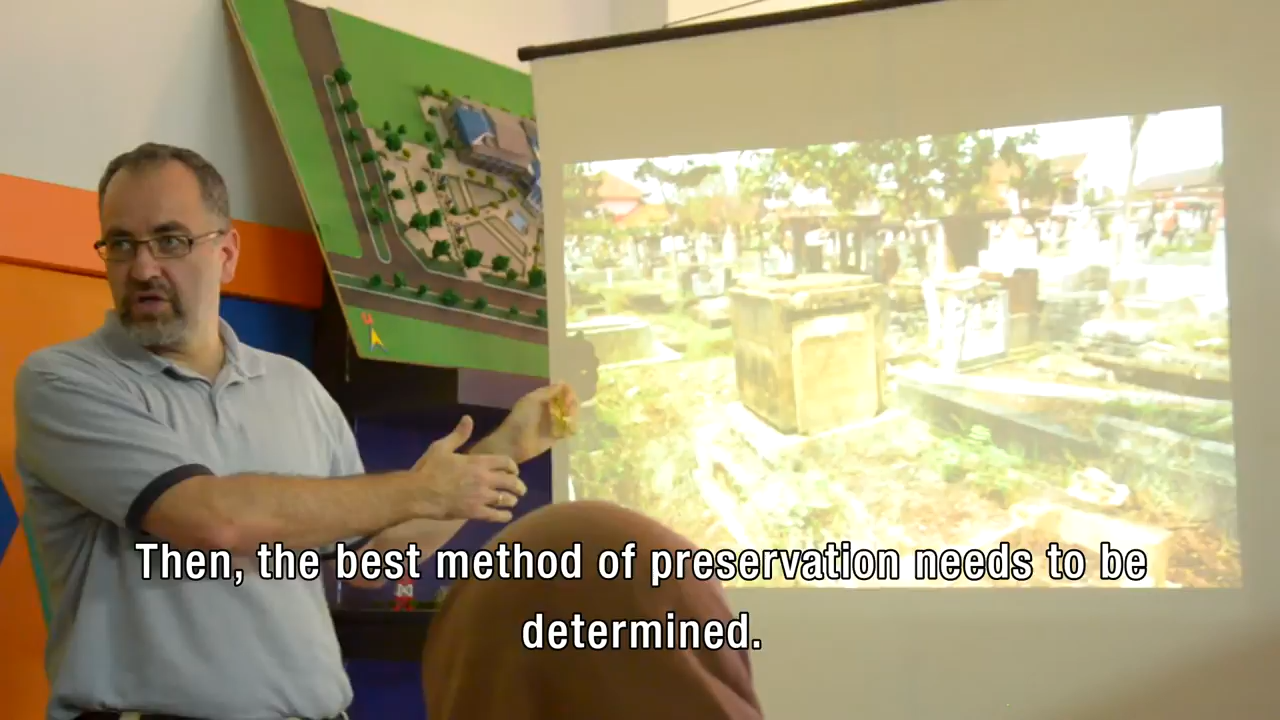 Then, the best method of preservation needs to be
determined.